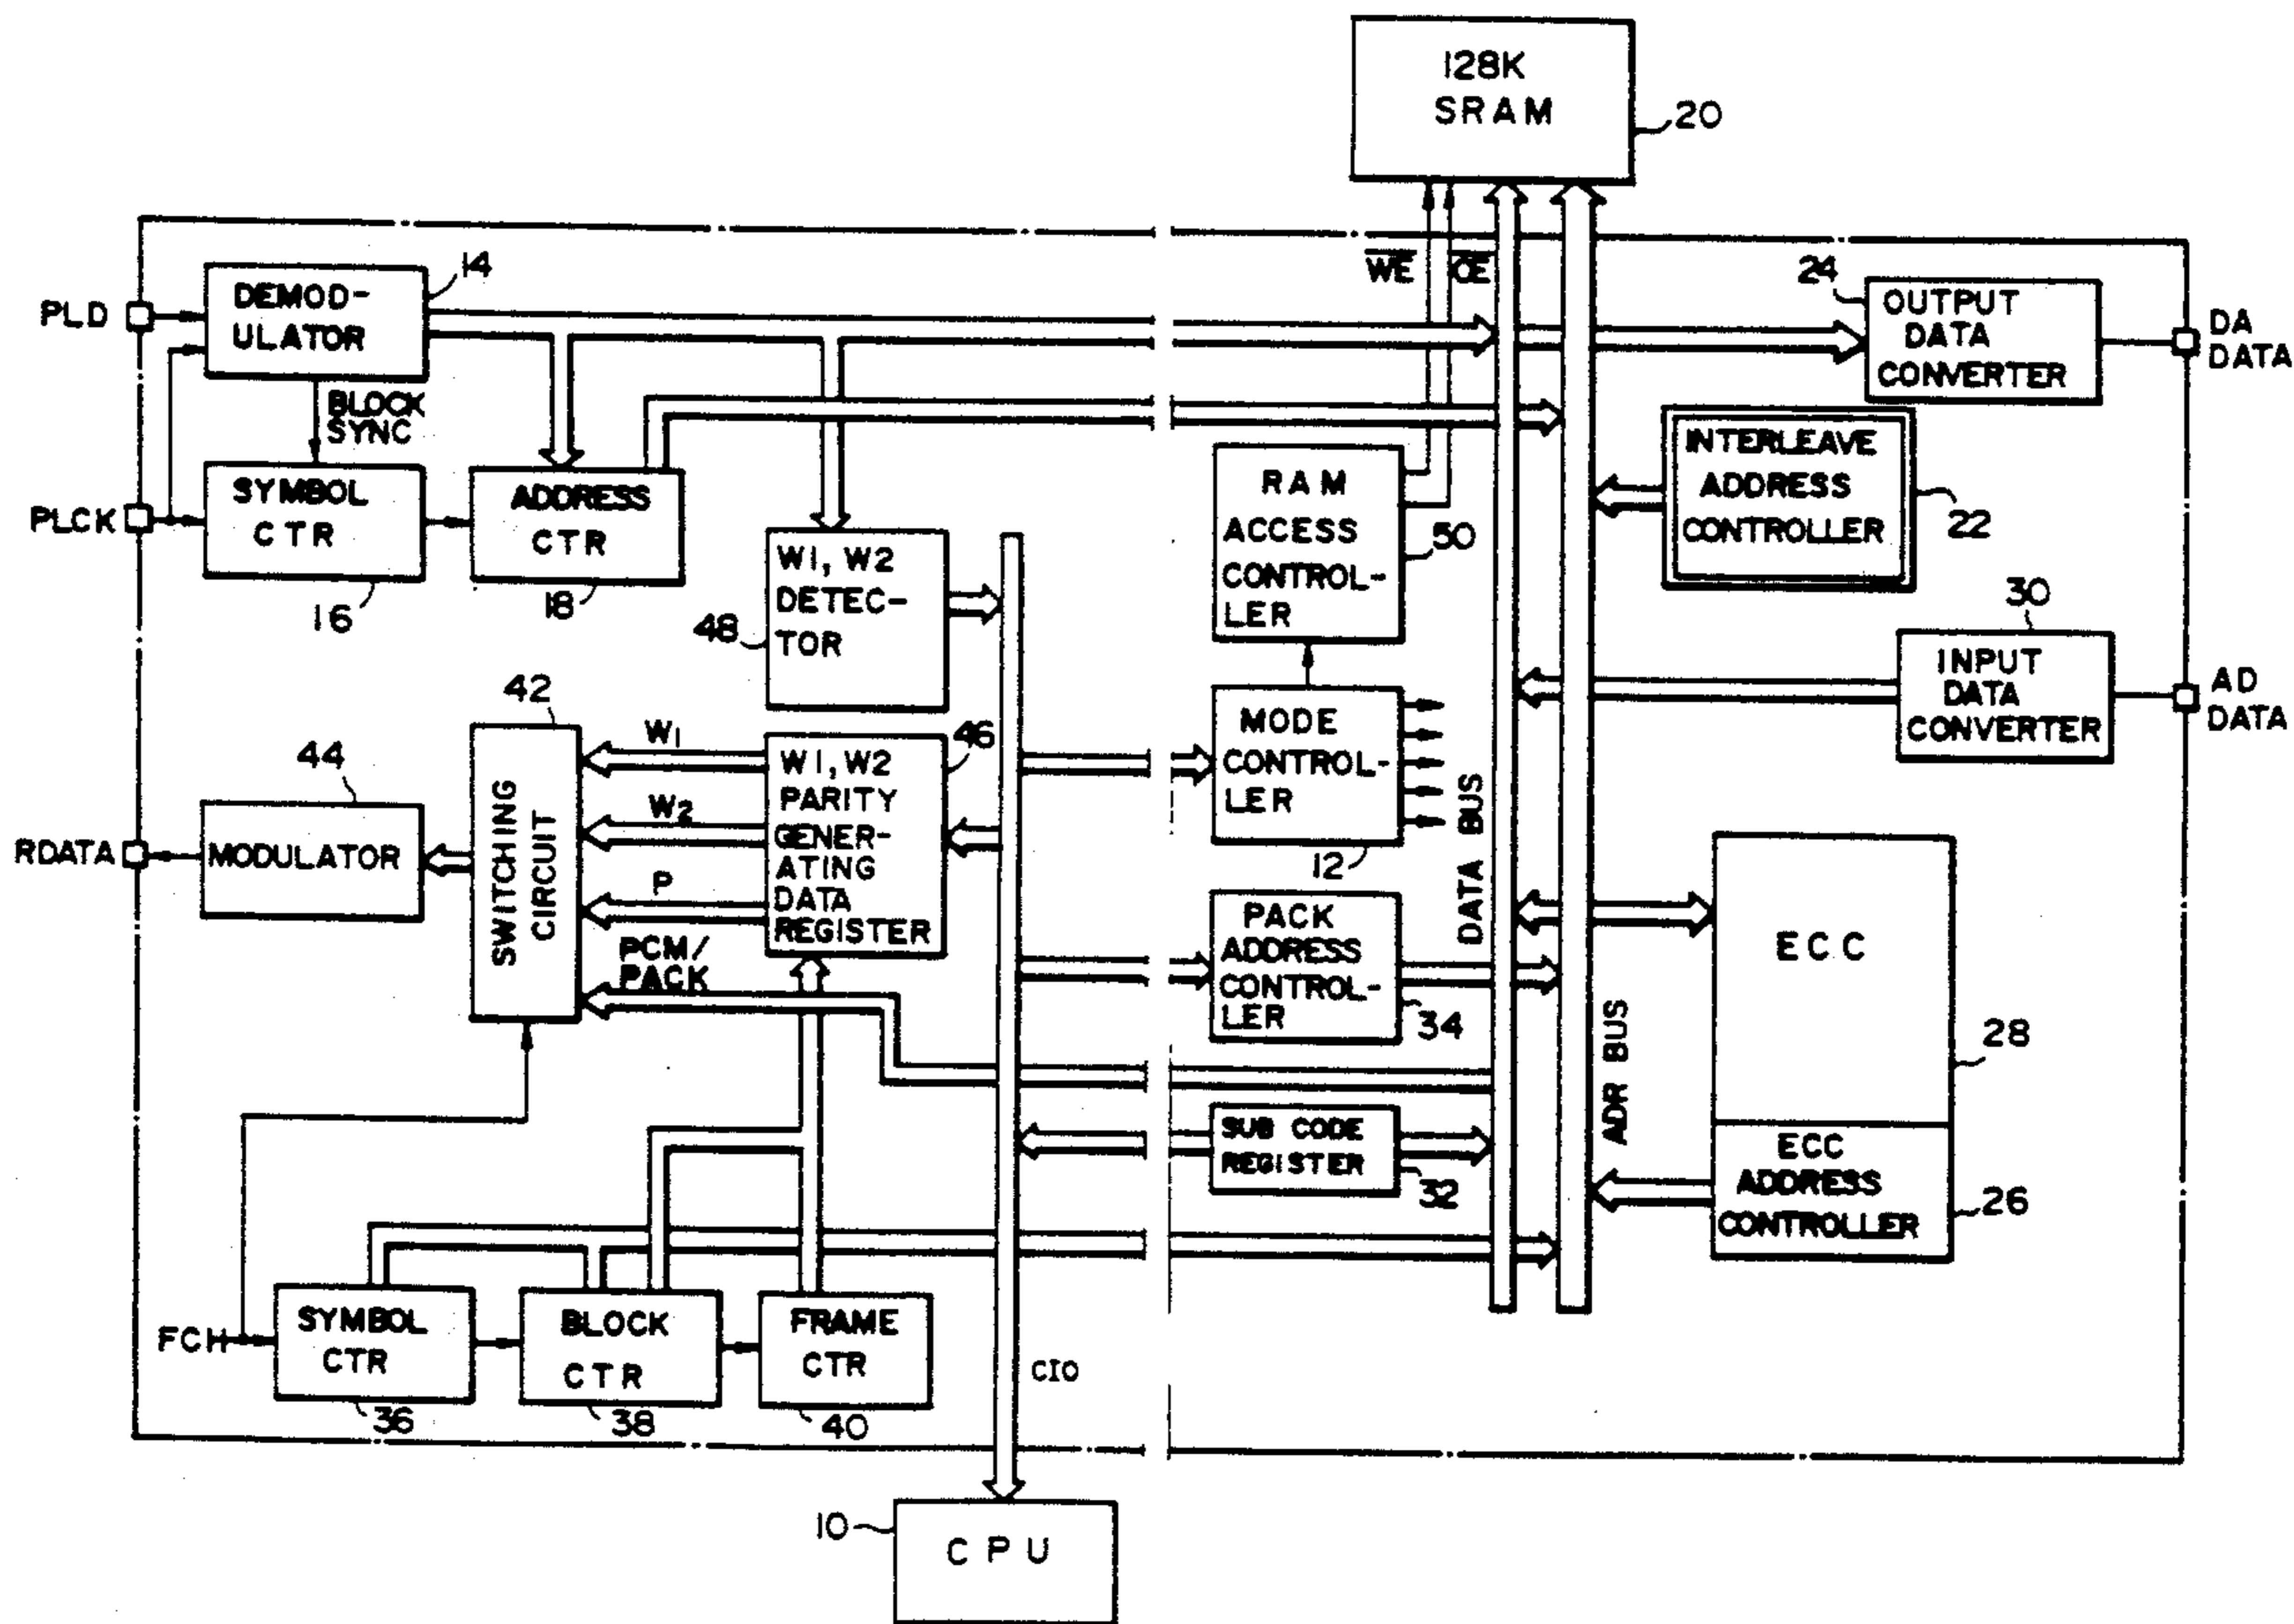 128K
SRAM
20
WE
OE
14
DEMOD-
ULATOR
PLD
BLOCK
SYNC
24
OUTPUT
DATA
CONVERTER
DA
DATA
PLCK
SYMBOL
CTR
16
ADDRESS
CTR
18
W1, W2
DETEC-
TOR
48
RAM
ACCESS
CONTROL-
LER
50
INTERLEAVE
ADDRESS
CONTROLLER
22
30
INPUT
DATA
CONVERTER
AD
DATA
42
SWITCHING
CIRCUIT
44
MODULATOR
RDATA
W1
W2
P
PCM/
PACK
46
W1, W2
PARITY
GENER-
ATING
DATA
REGISTER
MODE
CONTROL-
LER
12
DATA BUS
PACK
ADDRESS
CONTROL-
LER
34
ADR BUS
ECC
28
ECC
ADDRESS
CONTROLLER
26
SUB CODE
REGISTER
32
FCH
SYMBOL
CTR
36
BLOCK
CTR
38
FRAME
CTR
40
CIO
10
CPU